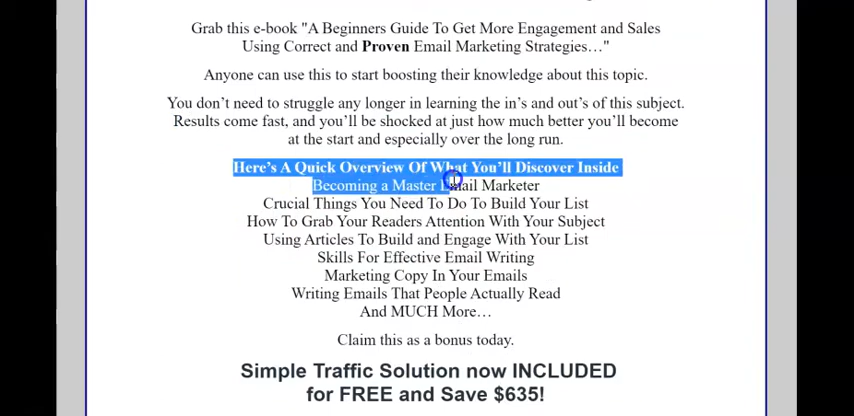 Grab this e-book "A Beginners Guide To Get More Engagement and Sales
Using Correct and Proven Email Marketing Strategies…"
Anyone can use this to start boosting their knowledge about this topic.
You don’t need to struggle any longer in learning the in’s and out’s of this subject.
Results come fast, and you’ll be shocked at just how much better you’ll become
at the start and especially over the long run.
Here’s A Quick Overview Of What You’ll Discover Inside
Becoming a Master Email Marketer
Crucial Things You Need To Do To Build Your List
How To Grab Your Readers Attention With Your Subject
Using Articles To Build and Engage With Your List
Skills For Effective Email Writing
Marketing Copy In Your Emails
Writing Emails That People Actually Read
And MUCH More…
Claim this as a bonus today.
Simple Traffic Solution now INCLUDED
for FREE and Save $635!